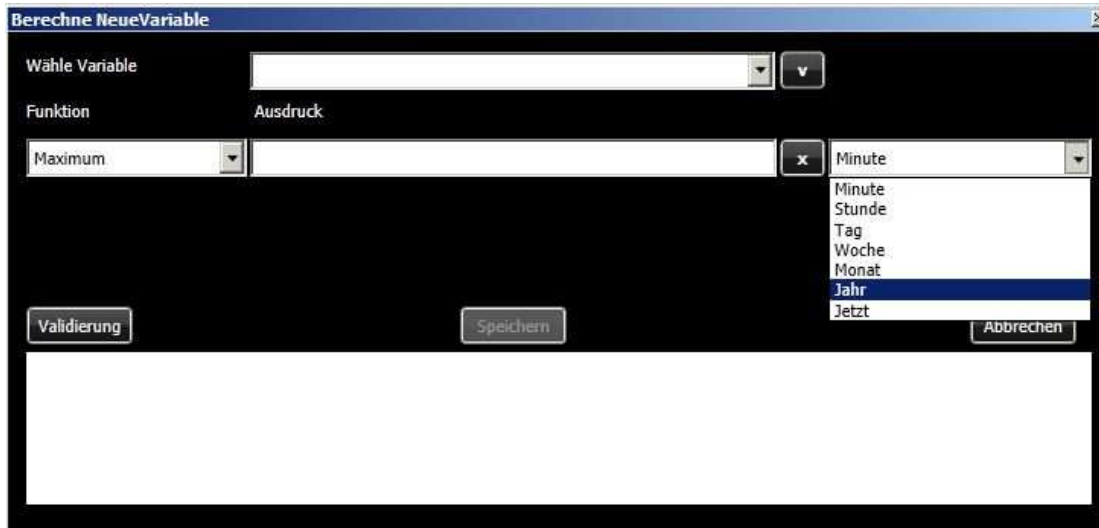 Berechne NeueVariable
Wähle Variable
v
Funktion Ausdruck
Maximum x Minute
Minute
Stunde
Tag
Woche
Monat
Jahr
Jetzt
Validierung Speichern Abbrechen